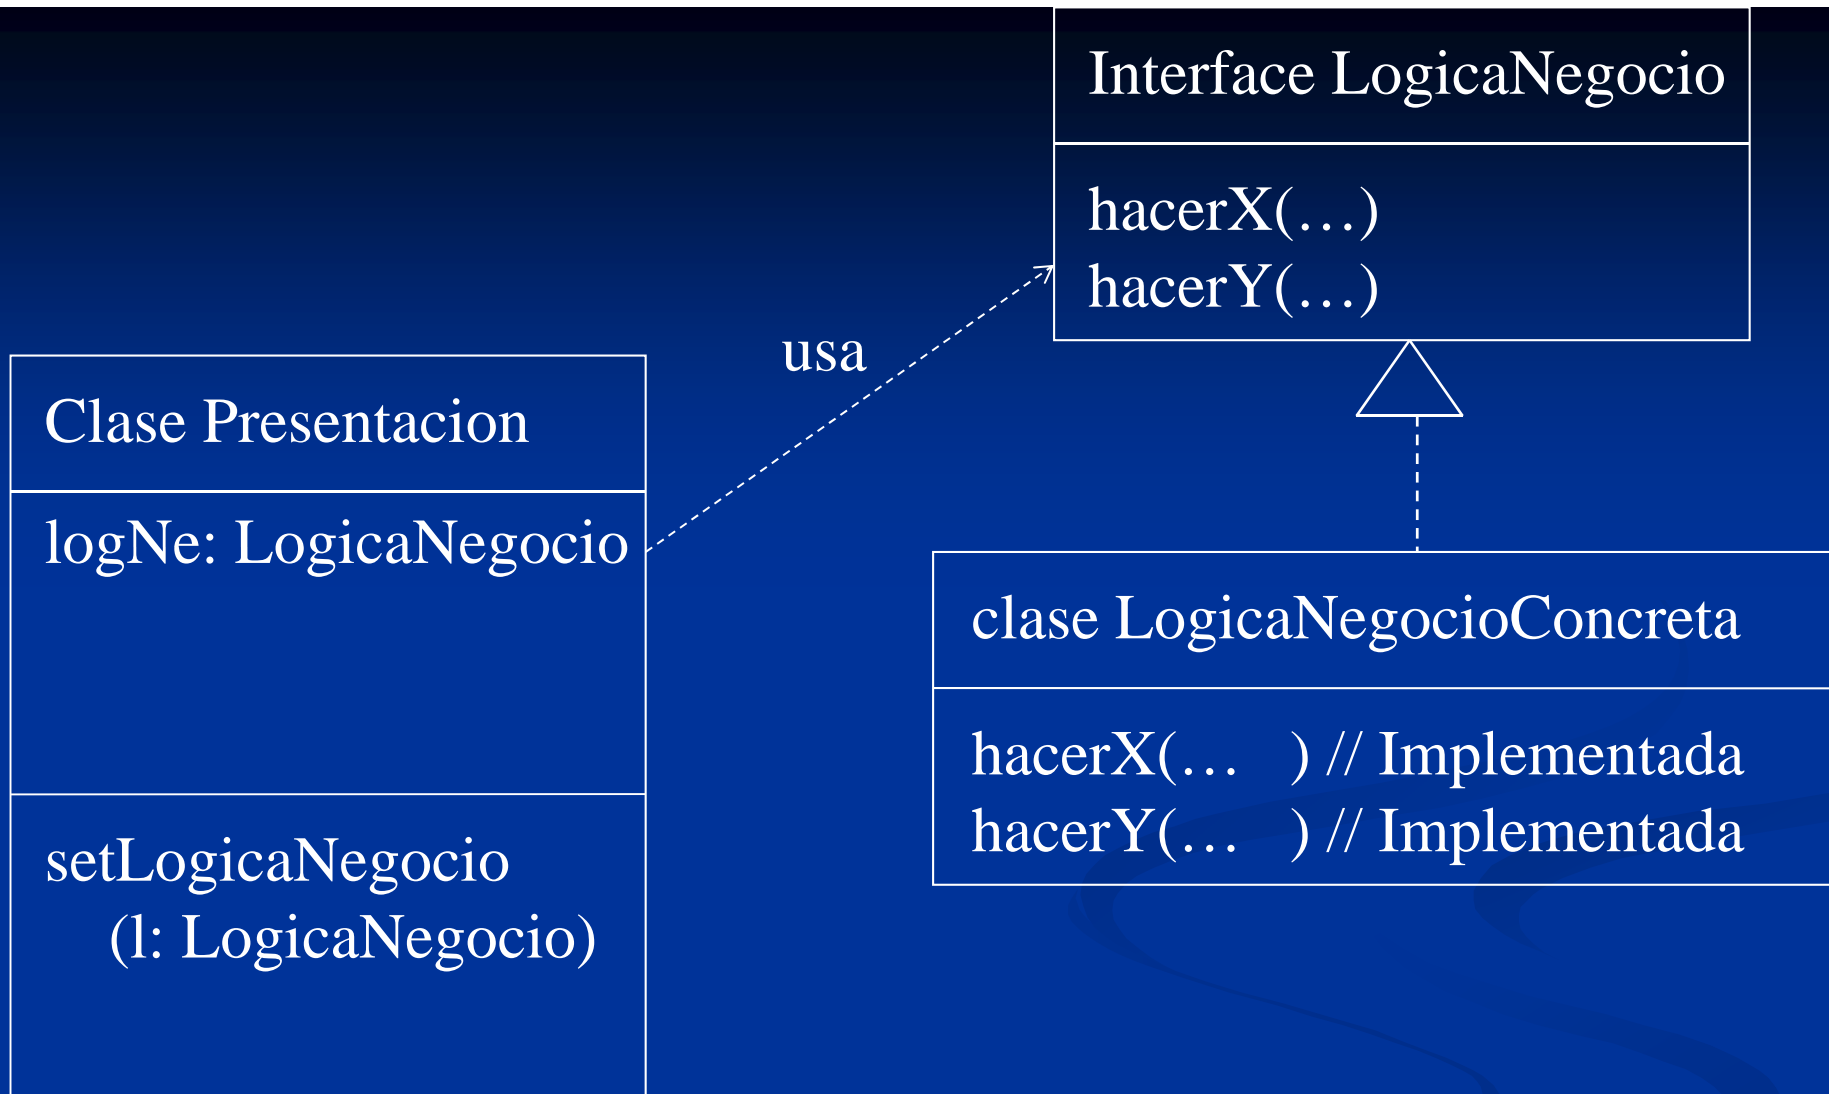 Interface LogicaNegocio
hacerX(…)
hacerY(…)
usa
Clase Presentacion
logNe: LogicaNegocio
setLogicaNegocio
(l: LogicaNegocio)
clase LogicaNegocioConcreta
hacerX(… ) // Implementada
hacerY(… ) // Implementada